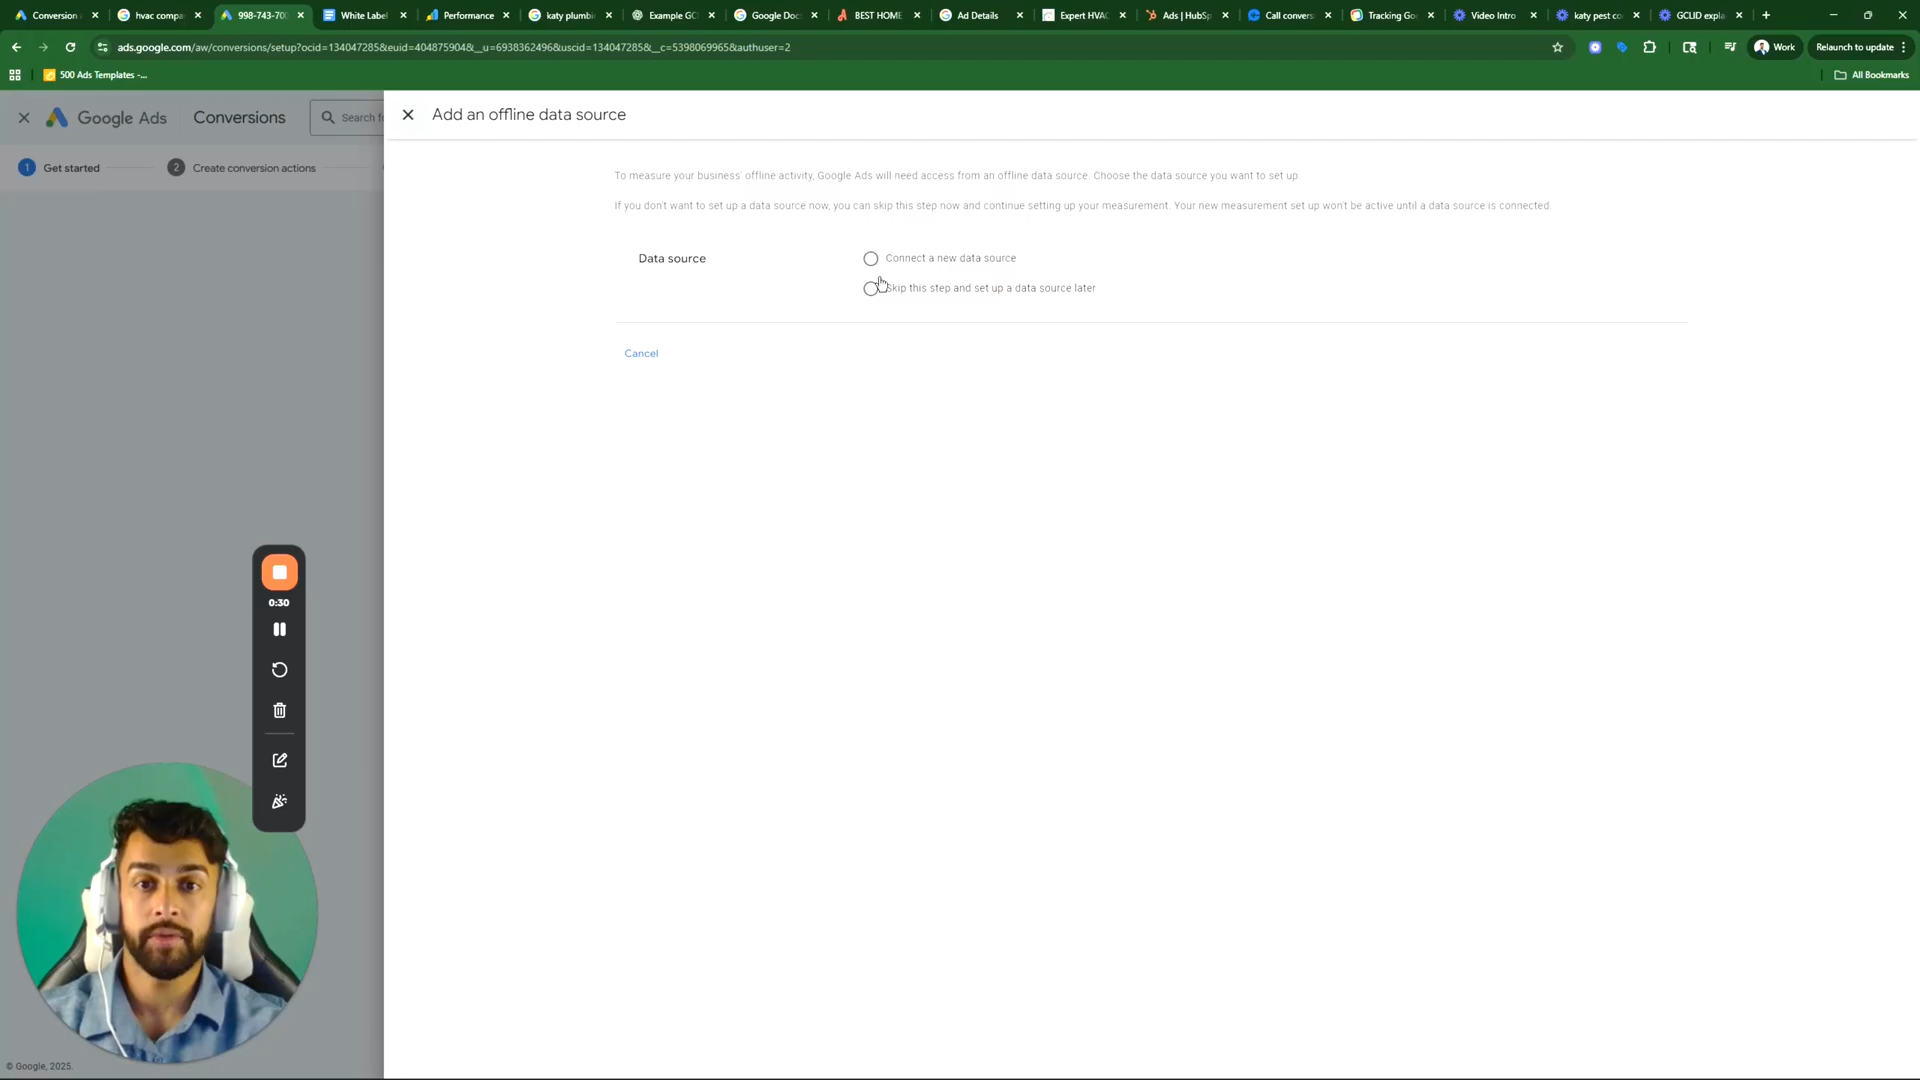 Conversion
hvac compa
998-743-700
White Label
Performance
katy plumbi
Example GC
Google Doc
BEST HOME
Ad Details
Expert HVAC
Ads | HubSp
Call convers
Tracking Go
Video Intro
katy pest co
GCLID expla
ads.google.com/aw/conversions/setup?ocid=134047285&euid=404875904&__u=6938362496&uscid=134047285&__c=5398069965&authuser=2
Work
Relaunch to update
500 Ads Templates -...
All Bookmarks
Google Ads
Conversions
Search f
Add an offline data source
1 Get started
2 Create conversion actions
To measure your business' offline activity, Google Ads will need access from an offline data source. Choose the data source you want to set up.
If you don't want to set up a data source now, you can skip this step now and continue setting up your measurement. Your new measurement set up won't be active until a data source is connected.
Data source
Connect a new data source
Skip this step and set up a data source later
Cancel
0:30
© Google, 2025.